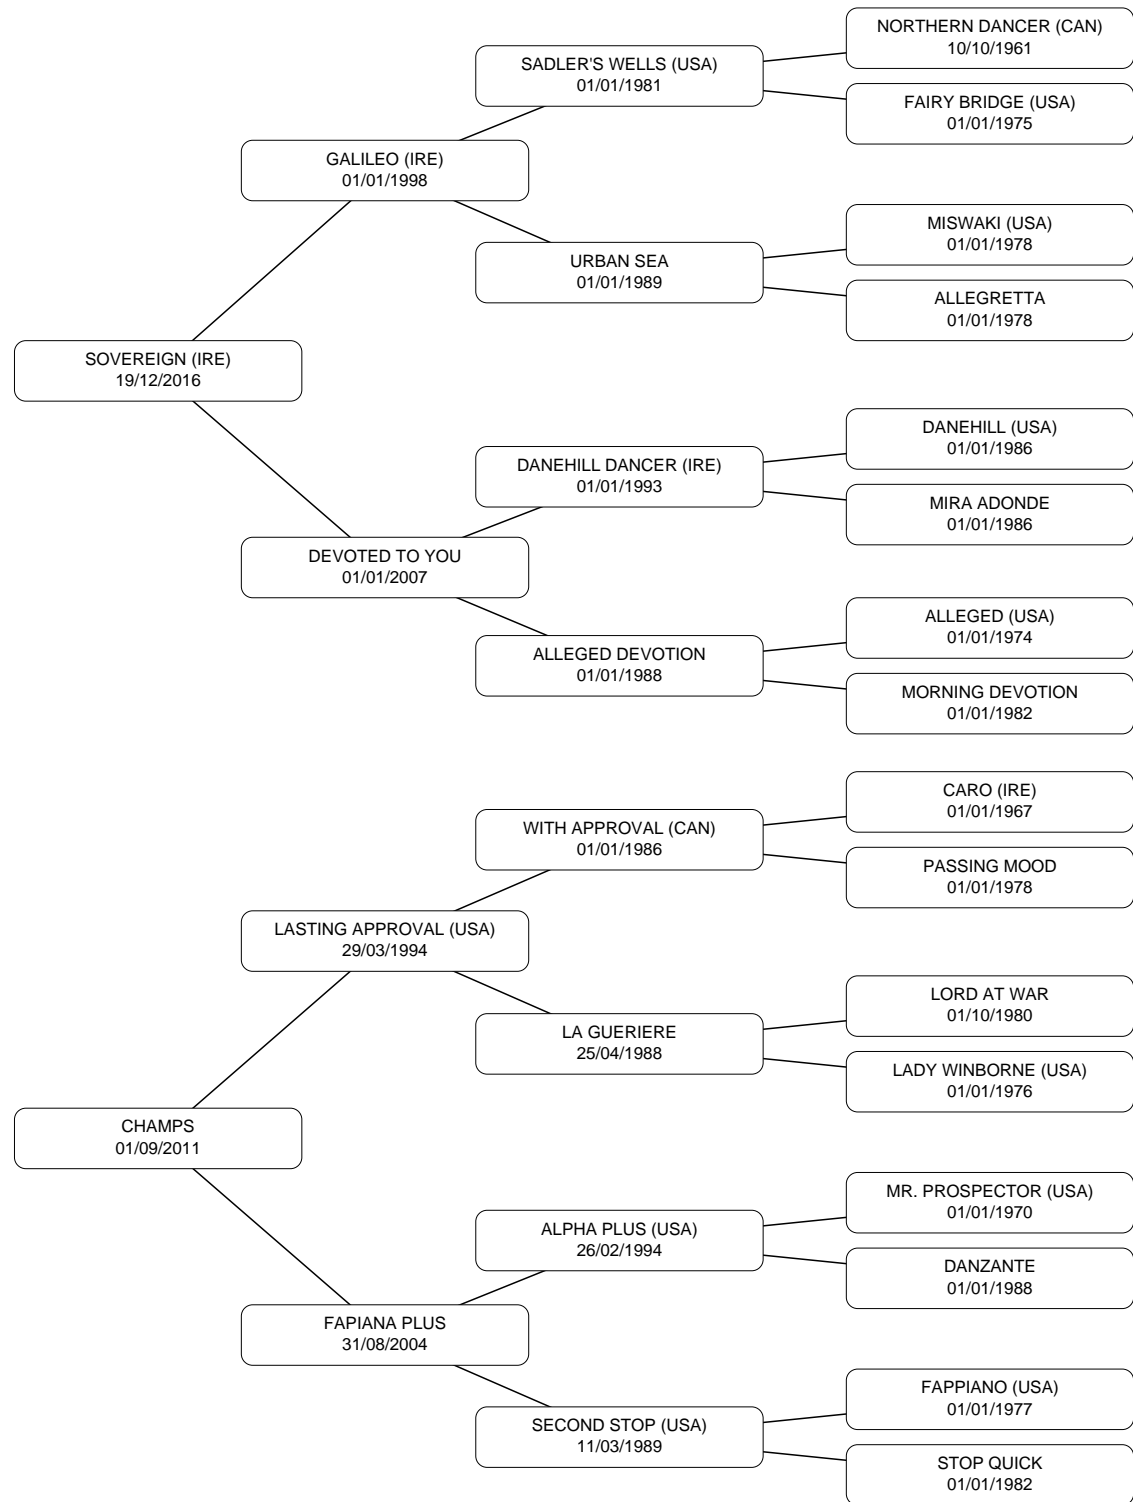 NORTHERN DANCER (CAN)
10/10/1961
SADLER'S WELLS (USA)
01/01/1981
FAIRY BRIDGE (USA)
01/01/1975
GALILEO (IRE)
01/01/1998
MISWAKI (USA)
01/01/1978
URBAN SEA
01/01/1989
ALLEGRETTA
01/01/1978
SOVEREIGN (IRE)
19/12/2016
DANEHILL (USA)
01/01/1986
DANEHILL DANCER (IRE)
01/01/1993
MIRA ADONDE
01/01/1986
DEVOTED TO YOU
01/01/2007
ALLEGED (USA)
01/01/1974
ALLEGED DEVOTION
01/01/1988
MORNING DEVOTION
01/01/1982
CARO (IRE)
01/01/1967
WITH APPROVAL (CAN)
01/01/1986
PASSING MOOD
01/01/1978
LASTING APPROVAL (USA)
29/03/1994
LORD AT WAR
01/10/1980
LA GUERIERE
25/04/1988
LADY WINBORNE (USA)
01/01/1976
CHAMPS
01/09/2011
MR. PROSPECTOR (USA)
01/01/1970
ALPHA PLUS (USA)
26/02/1994
DANZANTE
01/01/1988
FAPIANA PLUS
31/08/2004
FAPPIANO (USA)
01/01/1977
SECOND STOP (USA)
11/03/1989
STOP QUICK
01/01/1982